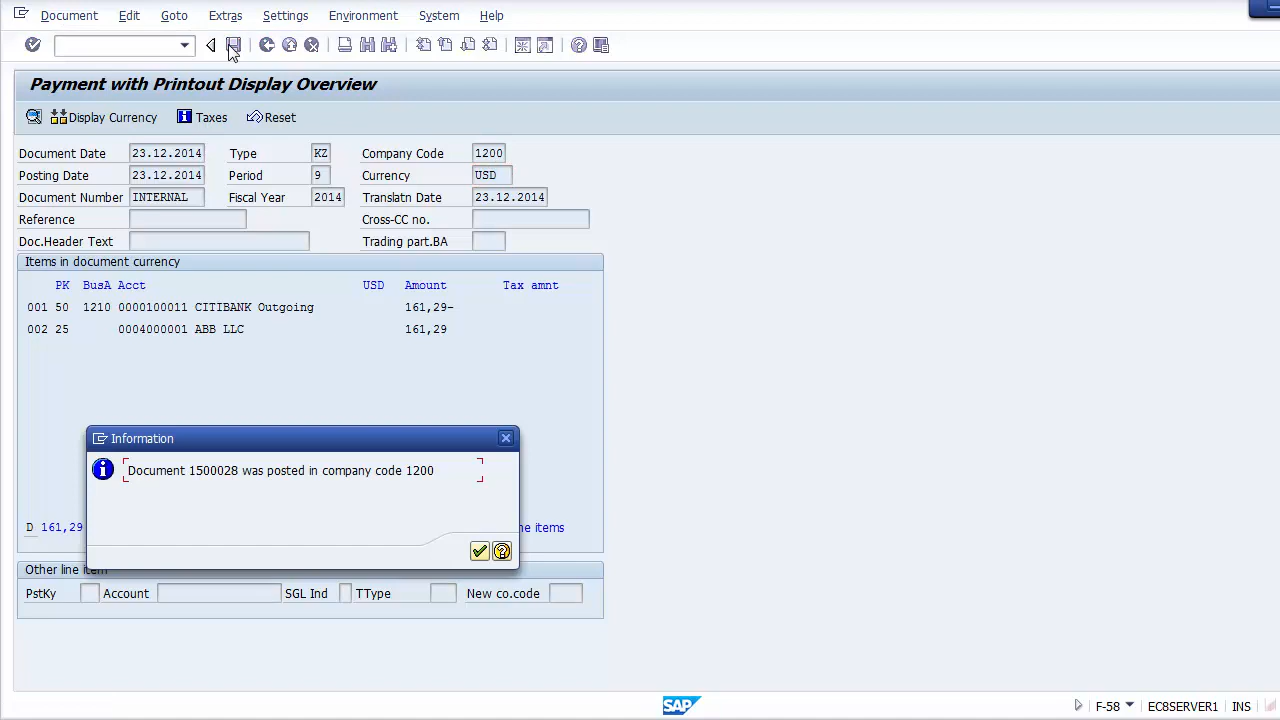 Document Edit Goto Extras Settings Environment System Help
Payment with Printout Display Overview
Display Currency Taxes Reset
Document Date 23.12.2014 Type KZ Company Code 1200
Posting Date 23.12.2014 Period 9 Currency USD
Document Number INTERNAL Fiscal Year 2014 Translatn Date 23.12.2014
Reference Cross-CC no.
Doc.Header Text Trading part.BA
Items in document currency
PK BusA Acct USD Amount Tax amnt
001 50 1210 0000100011 CITIBANK Outgoing 161,29-
002 25 0004000001 ABB LLC 161,29
Information
Document 1500028 was posted in company code 1200
D 161,29 items
Other line item
PstKy Account SGL Ind TType New co.code
SAP F-58 EC8SERVER1 INS